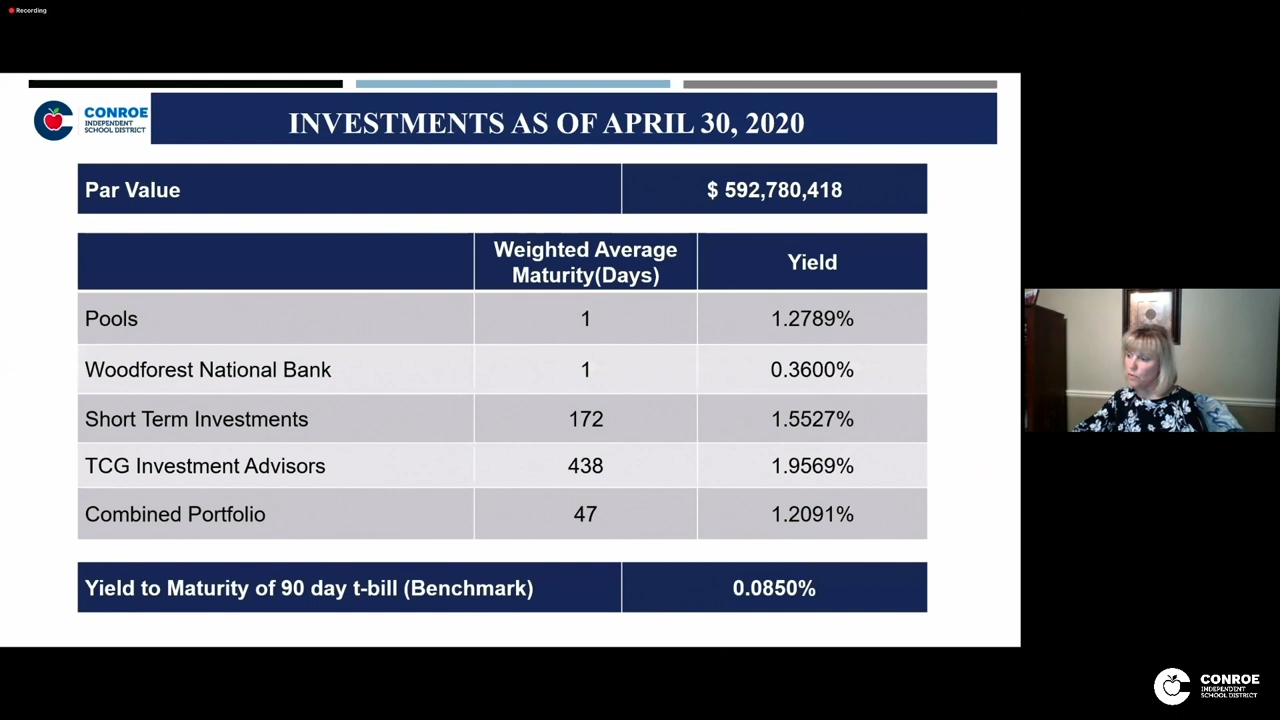 Recording
CONROE
INDEPENDENT
SCHOOL DISTRICT
INVESTMENTS AS OF APRIL 30, 2020
Par Value $ 592,780,418
Weighted Average
Maturity(Days)
Yield
Pools 1 1.2789%
Woodforest National Bank 1 0.3600%
Short Term Investments 172 1.5527%
TCG Investment Advisors 438 1.9569%
Combined Portfolio 47 1.2091%
Yield to Maturity of 90 day t-bill (Benchmark) 0.0850%
CONROE
INDEPENDENT
SCHOOL DISTRICT